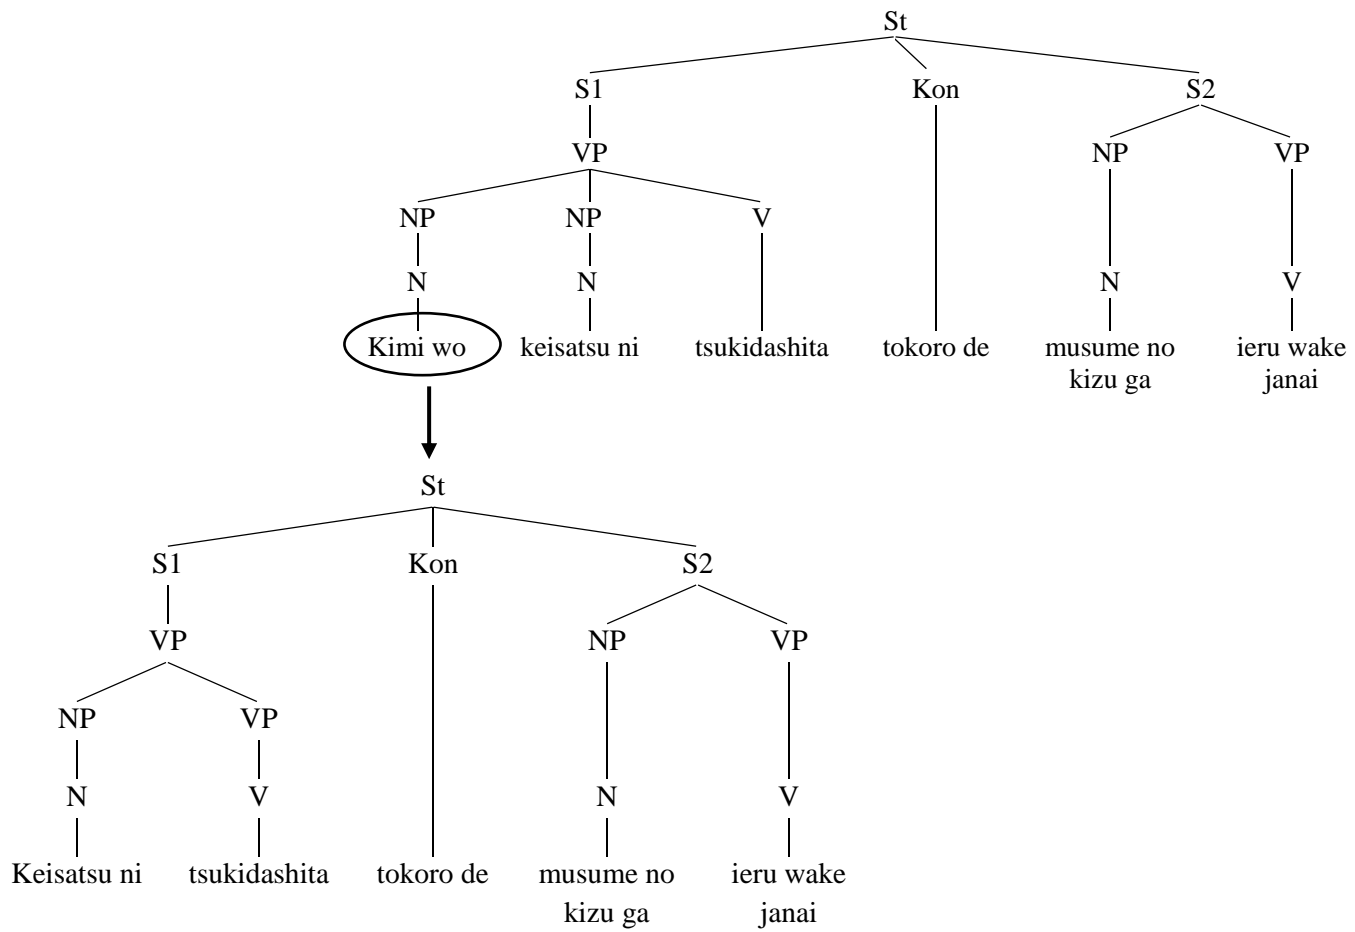 St
S1 Kon S2
VP NP VP
NP NP V
N N N V
Kimi wo keisatsu ni tsukidashita tokoro de musume no ieru wake
kizu ga janai
St
S1 Kon S2
VP NP VP
NP VP
N V N V
Keisatsu ni tsukidashita tokoro de musume no ieru wake
kizu ga janai